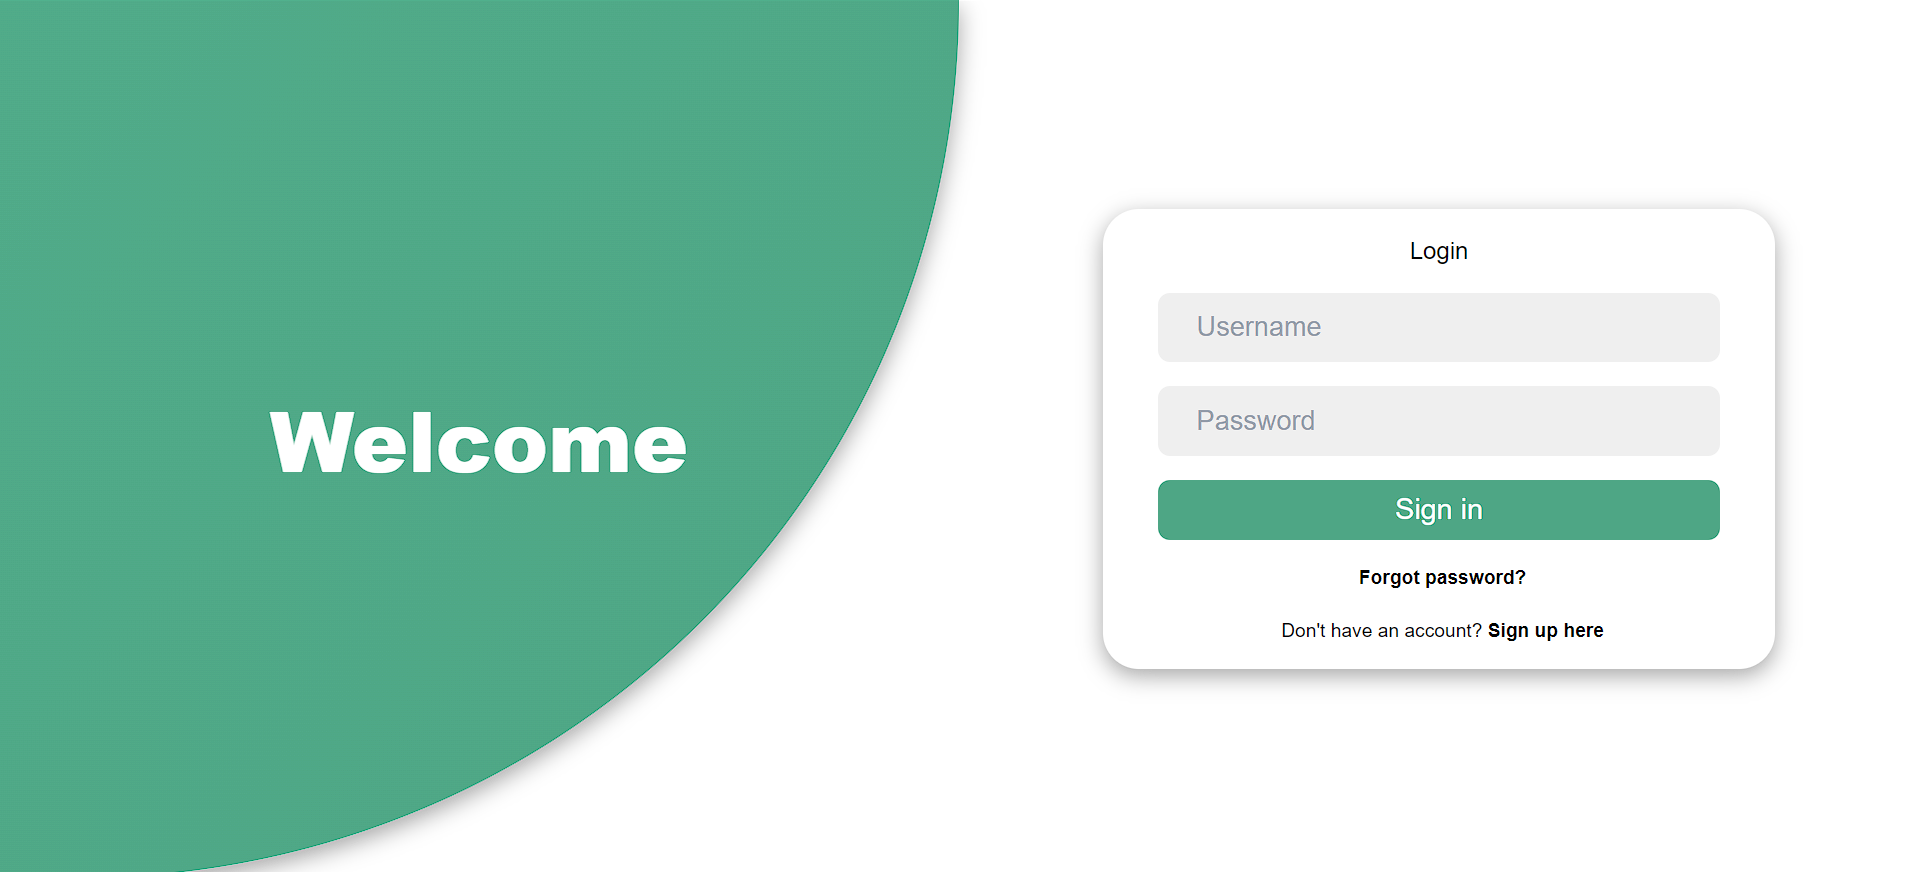 Welcome
Login
Username
Password
Sign in
Forgot password?
Don't have an account? Sign up here